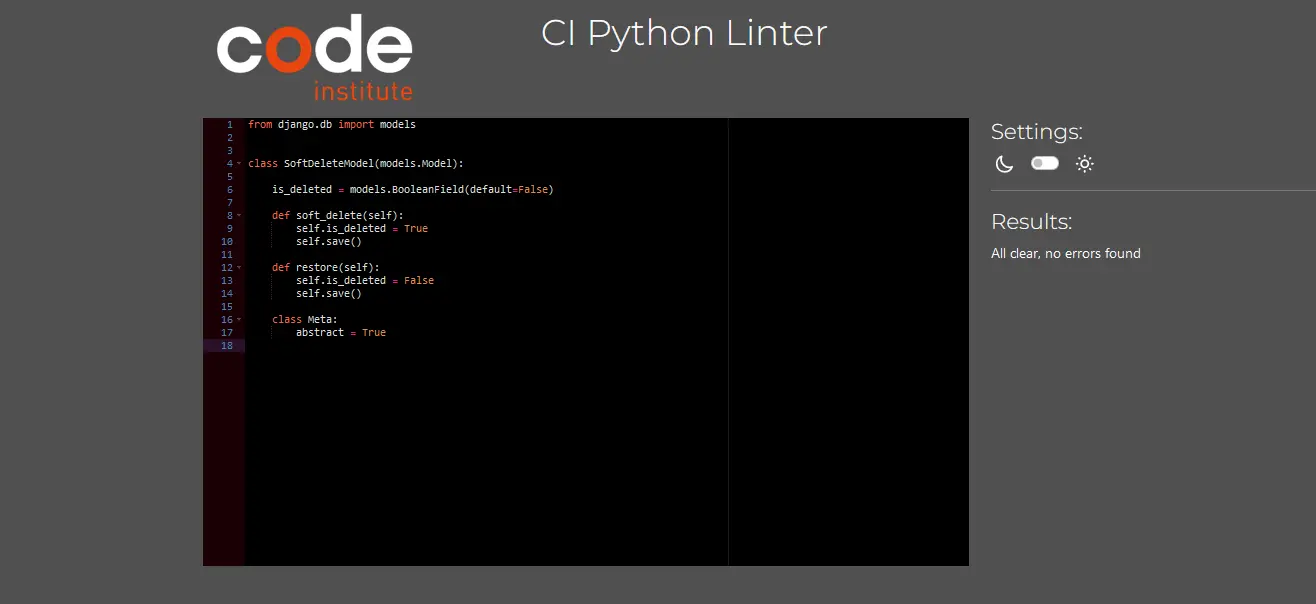 code
institute
CI Python Linter
1 from django.db import models
2
3
4 class SoftDeleteModel(models.Model):
5
6     is_deleted = models.BooleanField(default=False)
7
8     def soft_delete(self):
9         self.is_deleted = True
10         self.save()
11
12     def restore(self):
13         self.is_deleted = False
14         self.save()
15
16     class Meta:
17         abstract = True
18
Settings:
Results:
All clear, no errors found